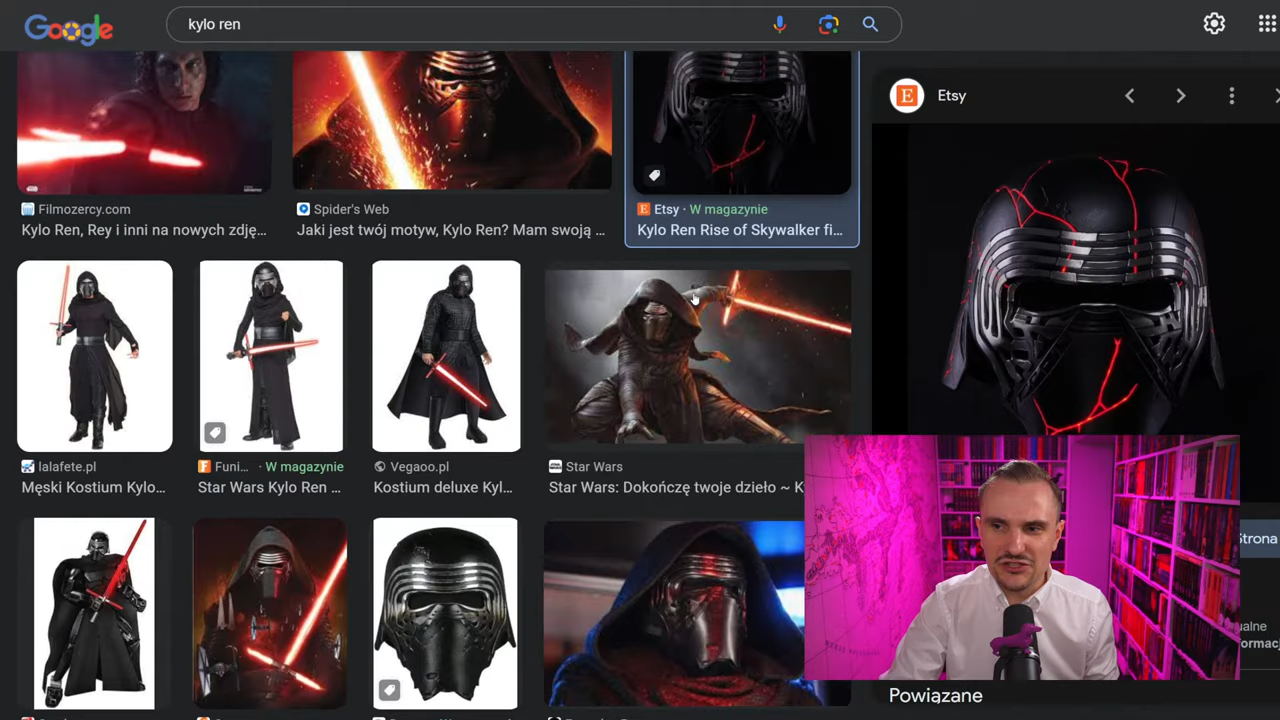 Google
kylo ren
E Etsy
Filmozercy.com
Kylo Ren, Rey i inni na nowych zdję...
Spider's Web
Jaki jest twój motyw, Kylo Ren? Mam swoją ...
E Etsy · W magazynie
Kylo Ren Rise of Skywalker fi...
lalafete.pl
Męski Kostium Kylo...
F Funi... · W magazynie
Star Wars Kylo Ren ...
Vegaoo.pl
Kostium deluxe Kyl...
Star Wars
Star Wars: Dokończę twoje dzieło ~ K
Strona
Powiązane